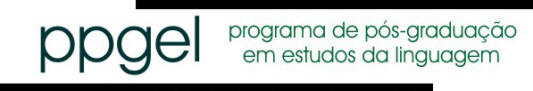 ppgel
programa de pós-graduação
em estudos da linguagem